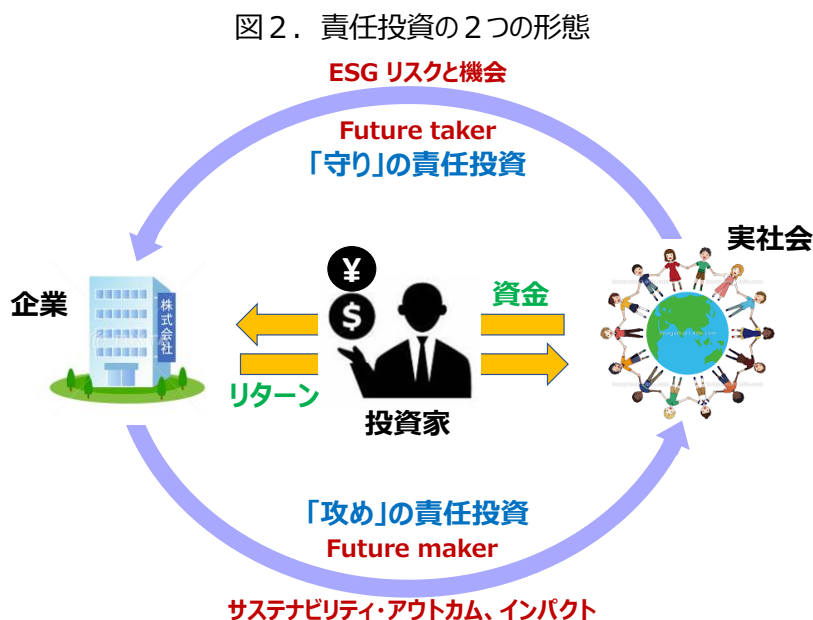 図２．責任投資の２つの形態
ESG リスクと機会
Future taker
「守り」の責任投資
実社会
企業
株式会社
¥
$
資金
リターン
投資家
「攻め」の責任投資
Future maker
サステナビリティ・アウトカム、インパクト